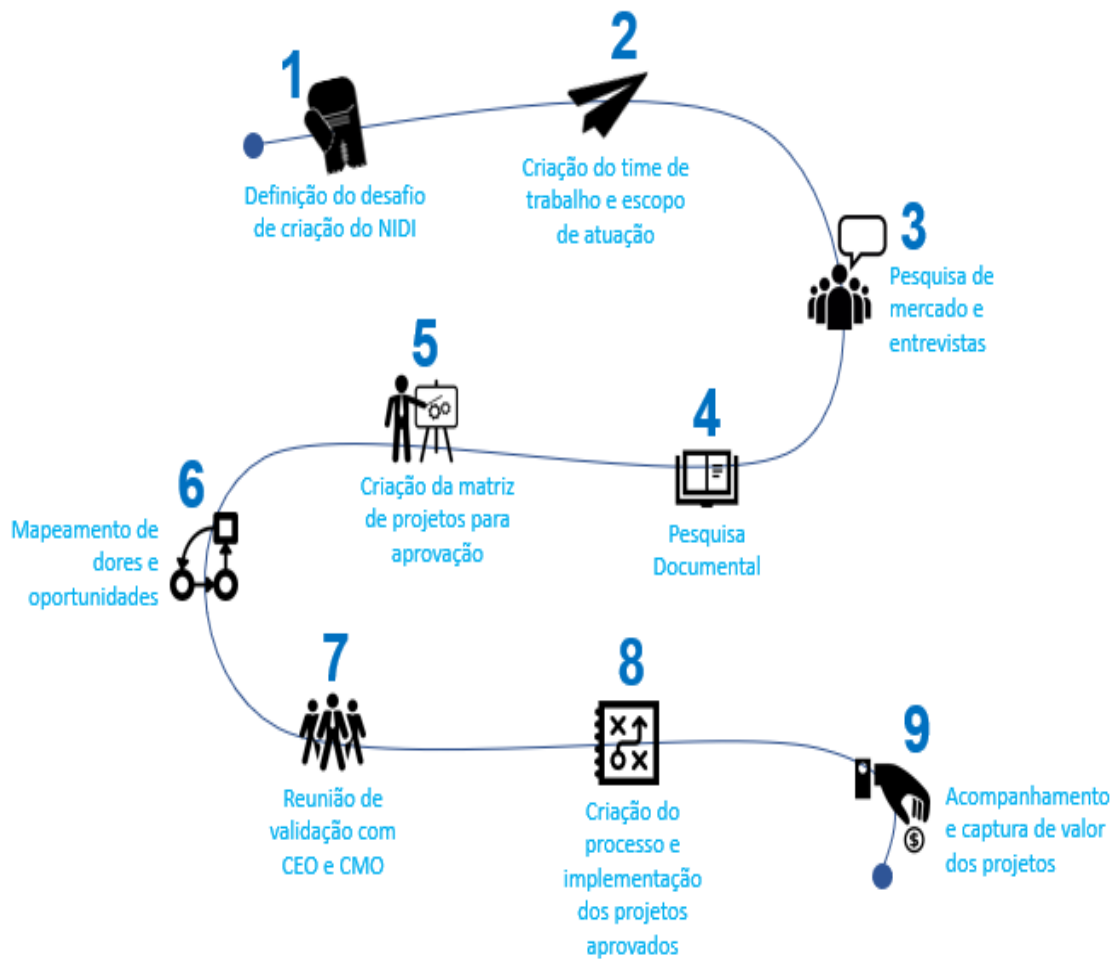 1
Definição do desafio
de criação do NIDI
2
Criação do time de
trabalho e escopo
de atuação
3
Pesquisa de
mercado e
entrevistas
4
Pesquisa
Documental
5
Criação da matriz
de projetos para
aprovação
6
Mapeamento de
dores e
oportunidades
7
Reunião de
validação com
CEO e CMO
8
Criação do
processo e
implementação
dos projetos
aprovados
9
Acompanhamento
e captura de valor
dos projetos
$